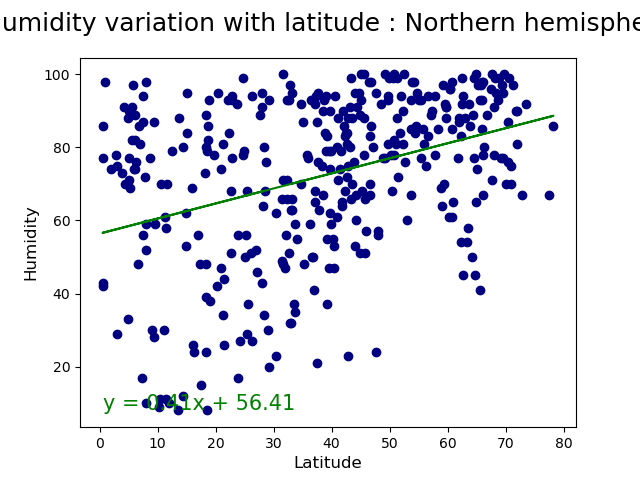 umidity variation with latitude : Northern hemisphe
100
80
60
40
20
Humidity
y = 0.41x + 56.41
0 10 20 30 40 50 60 70 80
Latitude